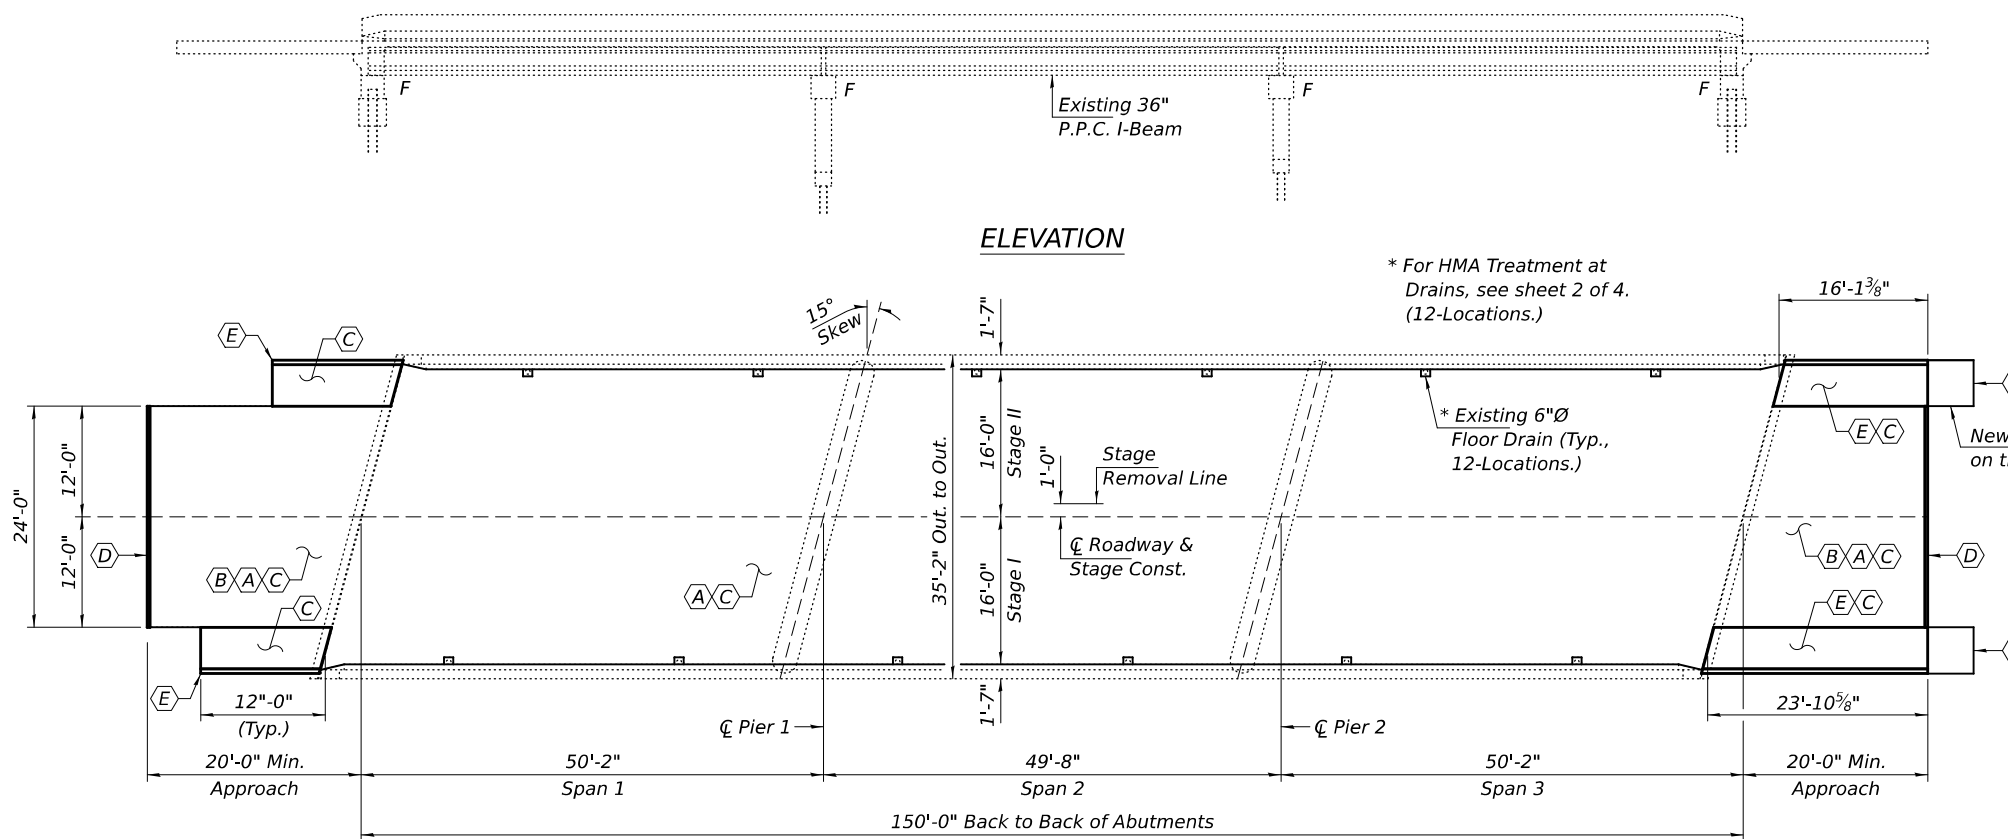 F
F
F
F
Existing 36"
P.P.C. I-Beam
ELEVATION
* For HMA Treatment at
Drains, see sheet 2 of 4.
(12-Locations.)
16'-1⅜"
15°
Skew
1'-7"
E
C
* Existing 6"Ø
Floor Drain (Typ.,
12-Locations.)
E C
New
on t
24'-0"
12'-0"
12'-0"
35'-2" Out. to Out.
16'-0"
Stage II
1'-0"
Stage
Removal Line
℄ Roadway &
Stage Const.
16'-0"
Stage I
D
B A C
C
A C
B A C
D
E C
E
12"-0"
(Typ.)
1'-7"
℄ Pier 1
℄ Pier 2
23'-10⅝"
20'-0" Min.
Approach
50'-2"
Span 1
49'-8"
Span 2
50'-2"
Span 3
20'-0" Min.
Approach
150'-0" Back to Back of Abutments